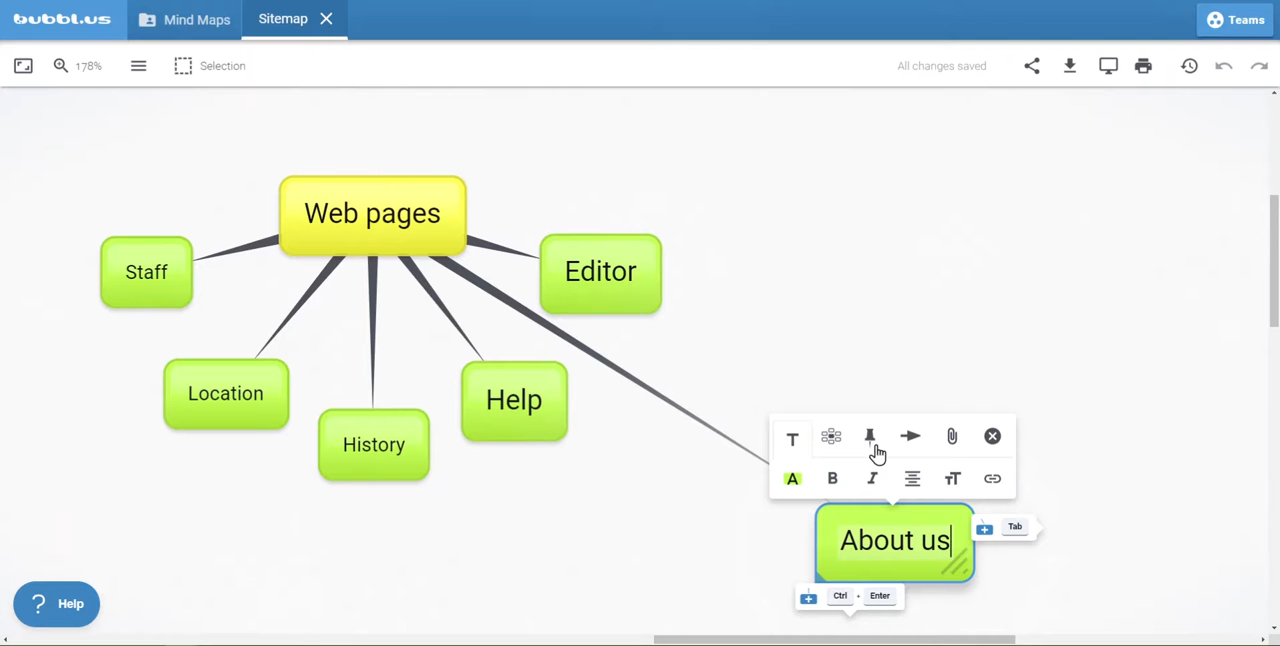 bubbl.us
Mind Maps
Sitemap
Teams
178%
Selection
All changes saved
Web pages
Staff
Editor
Location
Help
History
T
A B I TT
About us
Tab
Ctrl + Enter
? Help